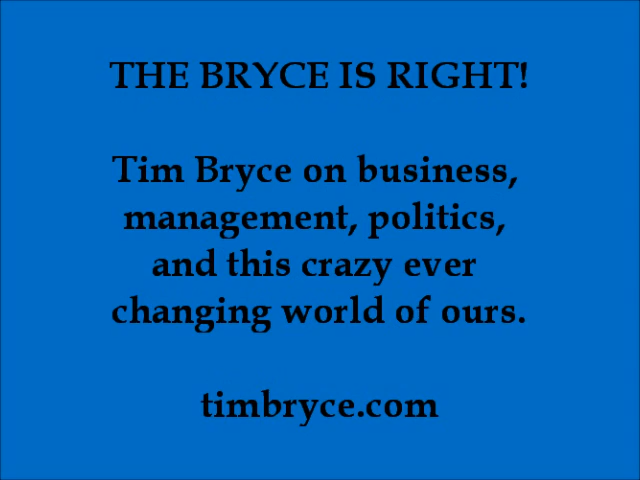 THE BRYCE IS RIGHT!
Tim Bryce on business,
management, politics,
and this crazy ever
changing world of ours.
timbryce.com